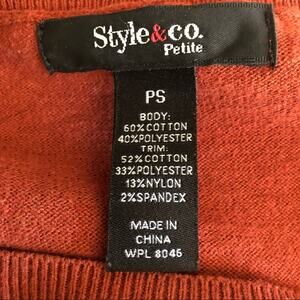 Style&co.
Petite
PS
BODY:
60%COTTON
40%POLYESTER
TRIM:
52%COTTON
33%POLYESTER
13%NYLON
2%SPANDEX
MADE IN
CHINA
WPL 8045